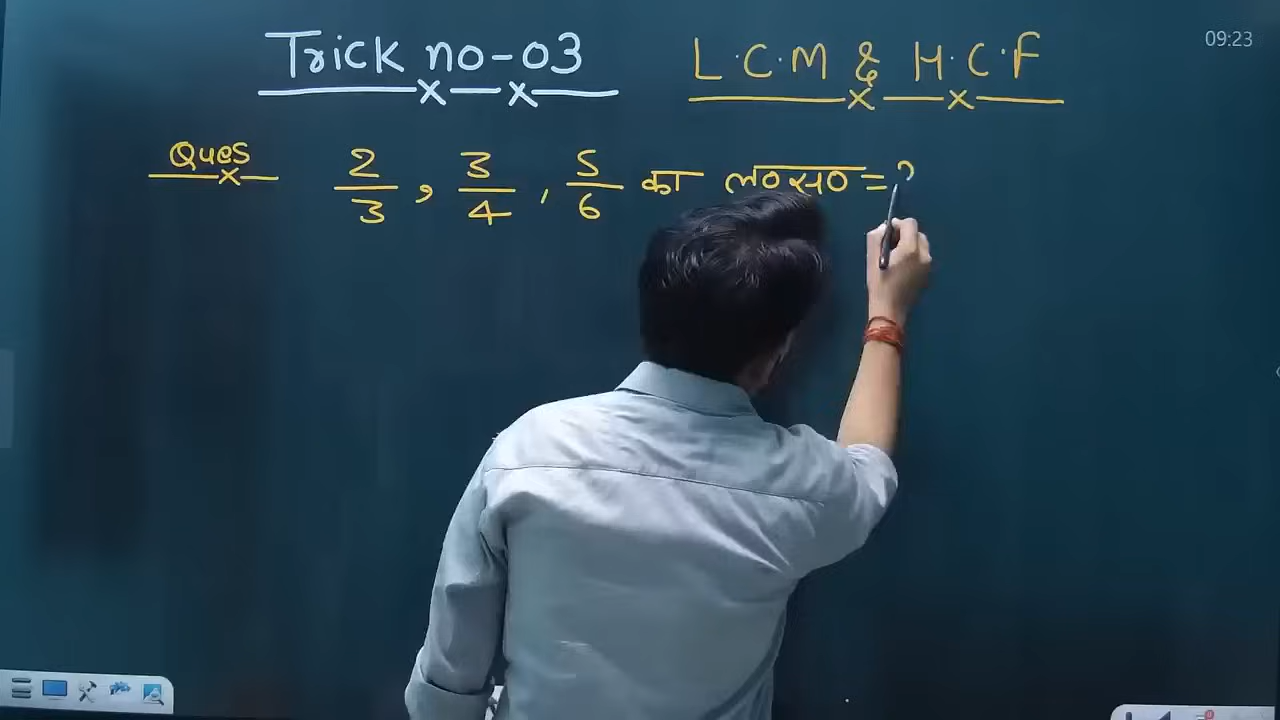 Trick no-03
L.C.M & H.C.F
09:23
Ques 2/3, 3/4, 5/6 का ल०स० = ?